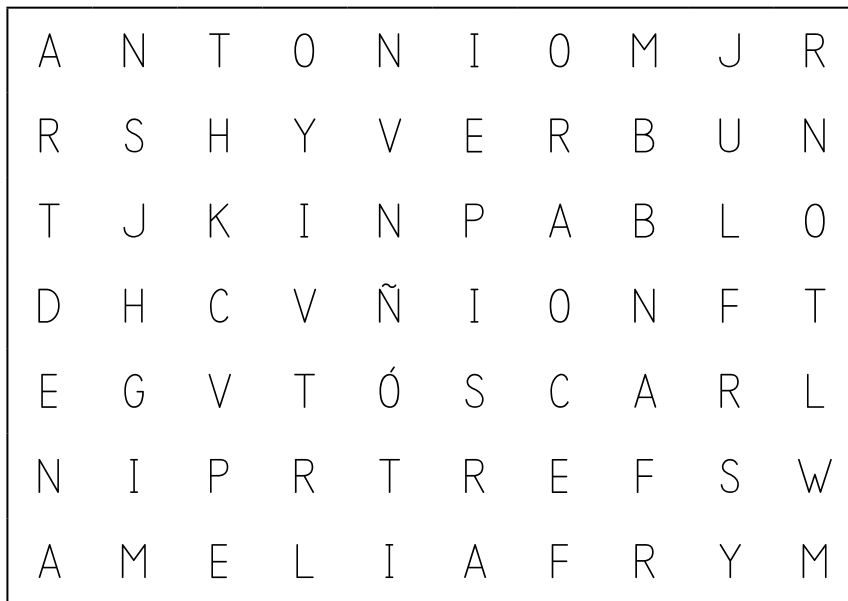 A N T O N I O M J R
R S H Y V E R B U N
T J K I N P A B L O
D H C V Ñ I O N F T
E G V T Ó S C A R L
N I P R T R E F S W
A M E L I A F R Y M